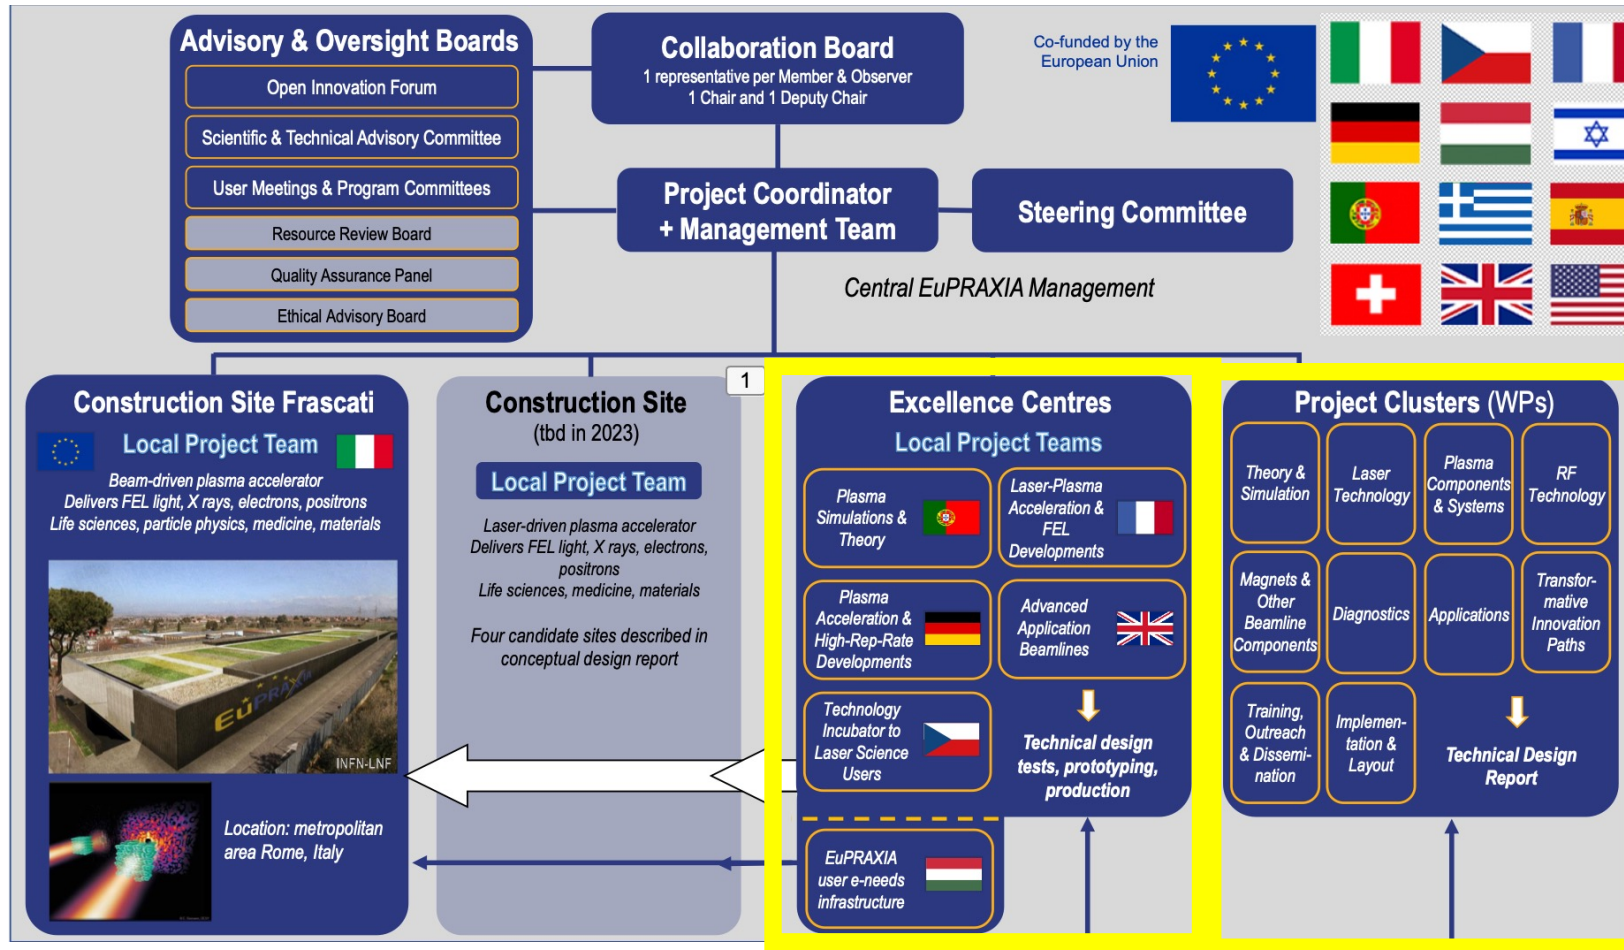 Advisory & Oversight Boards
Open Innovation Forum
Scientific & Technical Advisory Committee
User Meetings & Program Committees
Resource Review Board
Quality Assurance Panel
Ethical Advisory Board
Collaboration Board
1 representative per Member & Observer
1 Chair and 1 Deputy Chair
Co-funded by the
European Union
Project Coordinator
+ Management Team
Steering Committee
Central EuPRAXIA Management
Construction Site Frascati
Local Project Team
Beam-driven plasma accelerator
Delivers FEL light, X rays, electrons, positrons
Life sciences, particle physics, medicine, materials
EuPRAXIA
INFN-LNF
Location: metropolitan
area Rome, Italy
1
Construction Site
(tbd in 2023)
Local Project Team
Laser-driven plasma accelerator
Delivers FEL light, X rays, electrons,
positrons
Life sciences, medicine, materials
Four candidate sites described in
conceptual design report
Excellence Centres
Local Project Teams
Plasma
Simulations &
Theory
Laser-Plasma
Acceleration &
FEL
Developments
Plasma
Acceleration &
High-Rep-Rate
Developments
Advanced
Application
Beamlines
Technology
Incubator to
Laser Science
Users
Technical design
tests, prototyping,
production
EuPRAXIA
user e-needs
infrastructure
Project Clusters (WPs)
Theory &
Simulation
Laser
Technology
Plasma
Components
& Systems
RF
Technology
Magnets &
Other
Beamline
Components
Diagnostics
Applications
Transfor-
mative
Innovation
Paths
Training,
Outreach
& Dissemi-
nation
Implemen-
tation &
Layout
Technical Design
Report